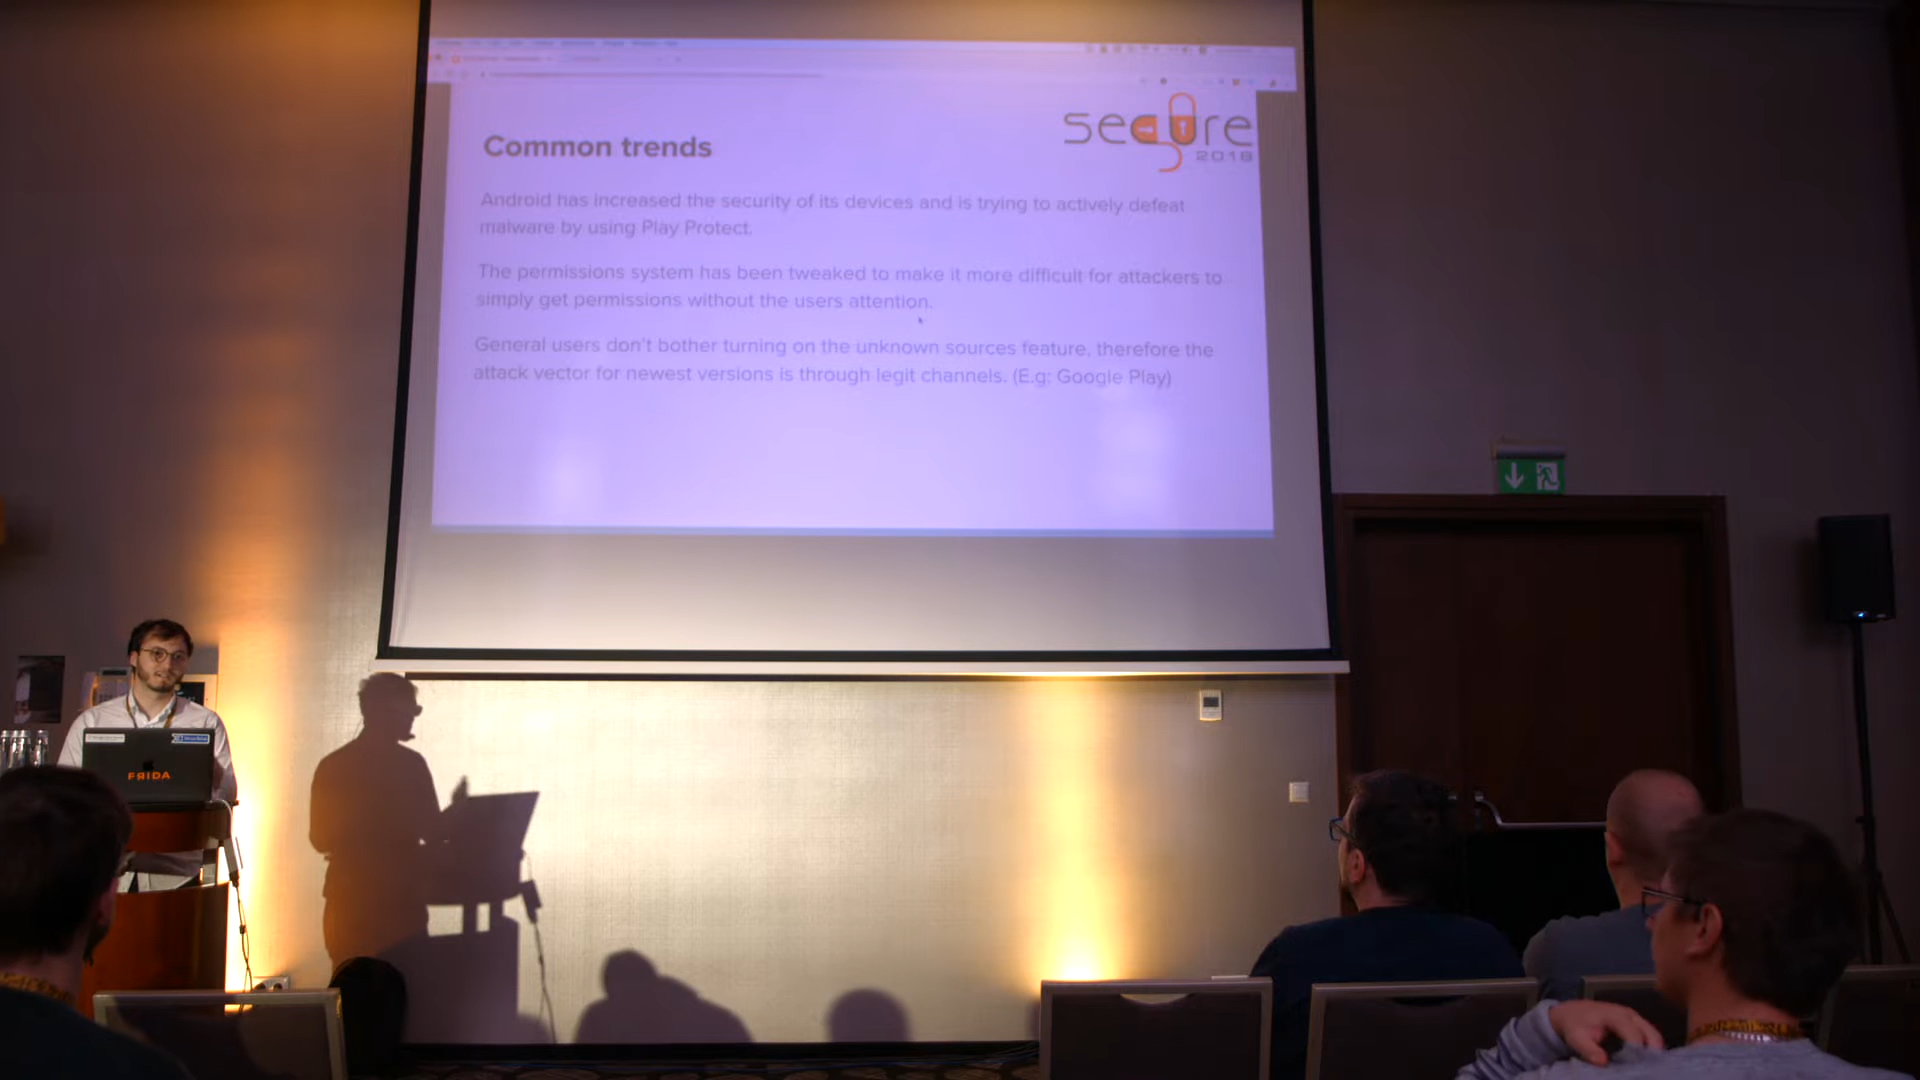 secure
2018
Common trends
Android has increased the security of its devices and is trying to actively defeat
malware by using Play Protect.
The permissions system has been tweaked to make it more difficult for attackers to
simply get permissions without the users attention.
General users don't bother turning on the unknown sources feature, therefore the
attack vector for newest versions is through legit channels. (E.g: Google Play)
FRIDA